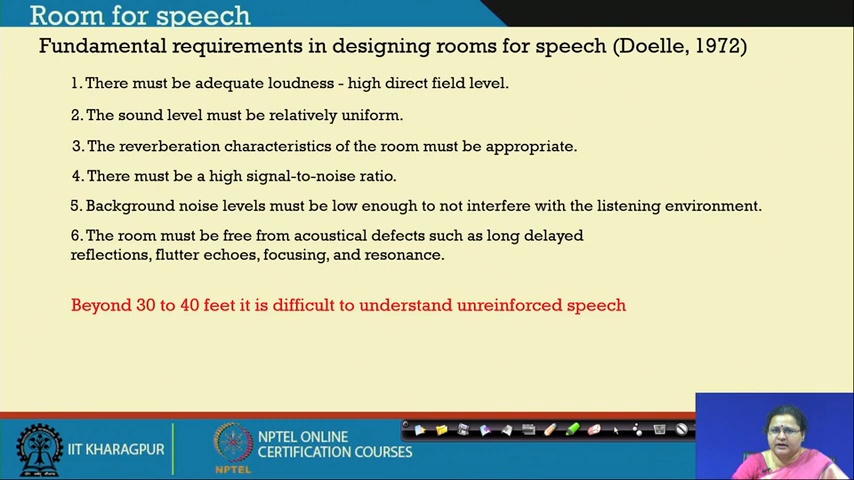 Room for speech
Fundamental requirements in designing rooms for speech (Doelle, 1972)
1. There must be adequate loudness - high direct field level.
2. The sound level must be relatively uniform.
3. The reverberation characteristics of the room must be appropriate.
4. There must be a high signal-to-noise ratio.
5. Background noise levels must be low enough to not interfere with the listening environment.
6. The room must be free from acoustical defects such as long delayed
reflections, flutter echoes, focusing, and resonance.
Beyond 30 to 40 feet it is difficult to understand unreinforced speech
IIT KHARAGPUR
NPTEL
NPTEL ONLINE
CERTIFICATION COURSES